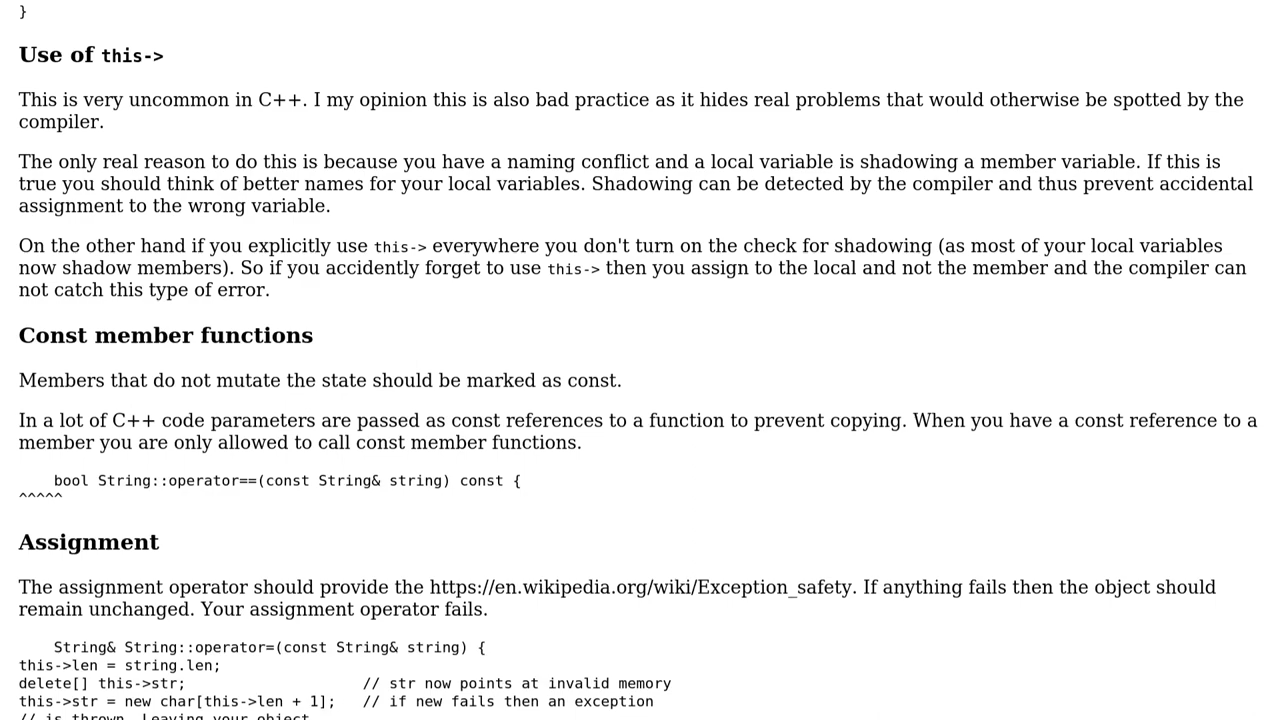 }
Use of this->
This is very uncommon in C++. I my opinion this is also bad practice as it hides real problems that would otherwise be spotted by the
compiler.
The only real reason to do this is because you have a naming conflict and a local variable is shadowing a member variable. If this is
true you should think of better names for your local variables. Shadowing can be detected by the compiler and thus prevent accidental
assignment to the wrong variable.
On the other hand if you explicitly use this-> everywhere you don't turn on the check for shadowing (as most of your local variables
now shadow members). So if you accidently forget to use this-> then you assign to the local and not the member and the compiler can
not catch this type of error.
Const member functions
Members that do not mutate the state should be marked as const.
In a lot of C++ code parameters are passed as const references to a function to prevent copying. When you have a const reference to a
member you are only allowed to call const member functions.
    bool String::operator==(const String& string) const {
^^^^^
Assignment
The assignment operator should provide the https://en.wikipedia.org/wiki/Exception_safety. If anything fails then the object should
remain unchanged. Your assignment operator fails.
    String& String::operator=(const String& string) {
this->len = string.len;
delete[] this->str;                    // str now points at invalid memory
this->str = new char[this->len + 1];   // if new fails then an exception
// is thrown. Leaving your object